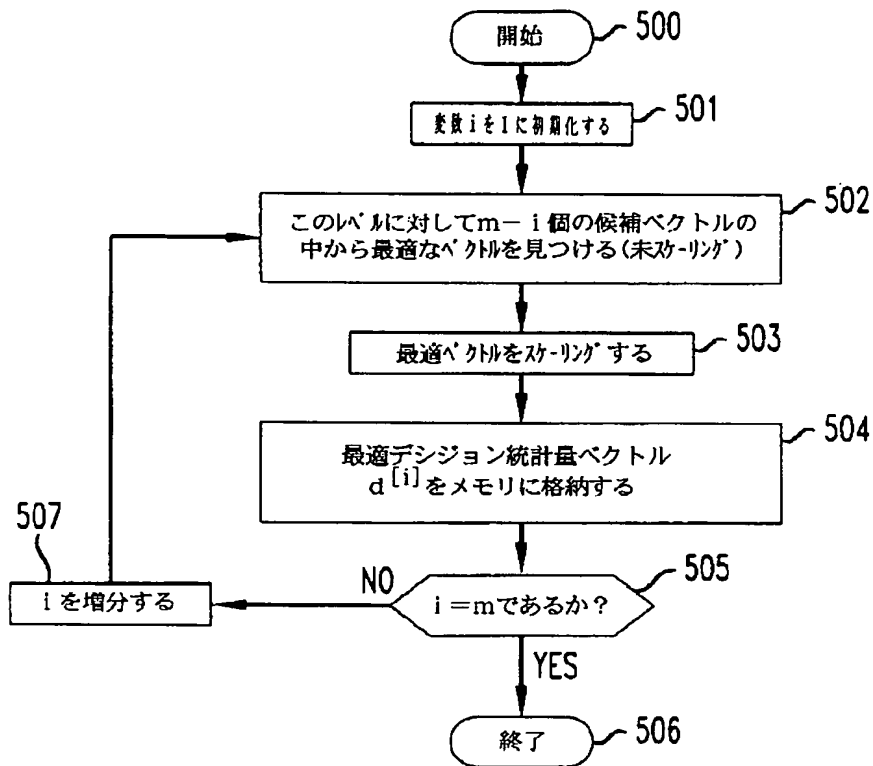 開始
500
変数iをIに初期化する
501
このﾚﾍﾞﾙに対してm－i個の候補ベクトルの
中から最適なﾍﾞｸﾄﾙを見つける(未ｽｹｰﾘﾝｸﾞ)
502
最適ﾍﾞｸﾄﾙをｽｹｰﾘﾝｸﾞする
503
最適デシジョン統計量ベクトル
d[i]をメモリに格納する
504
i＝mであるか？
505
NO
507
iを増分する
YES
終了
506